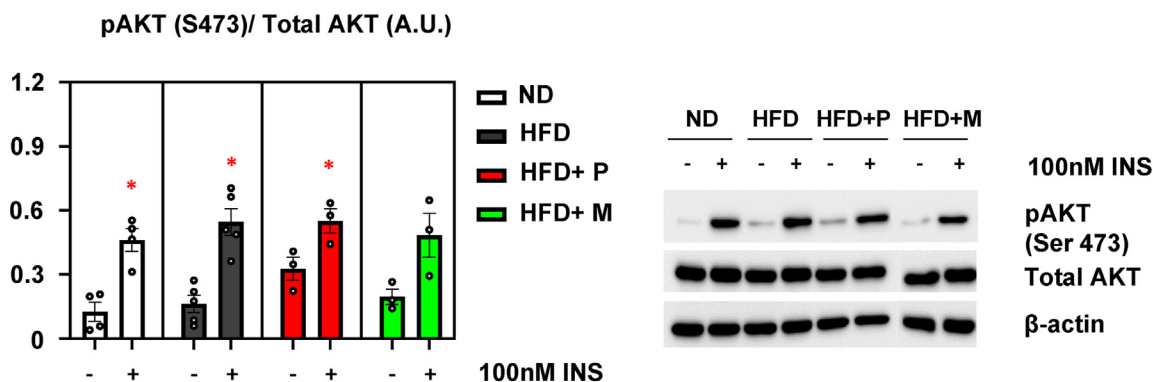 pAKT (S473)/ Total AKT (A.U.)
1.2
0.9
0.6
0.3
0
* * *
- + - + - + - + 100nM INS
ND
HFD
HFD+ P
HFD+ M
ND HFD HFD+P HFD+M
- + - + - + - + 100nM INS
pAKT
(Ser 473)
Total AKT
β-actin